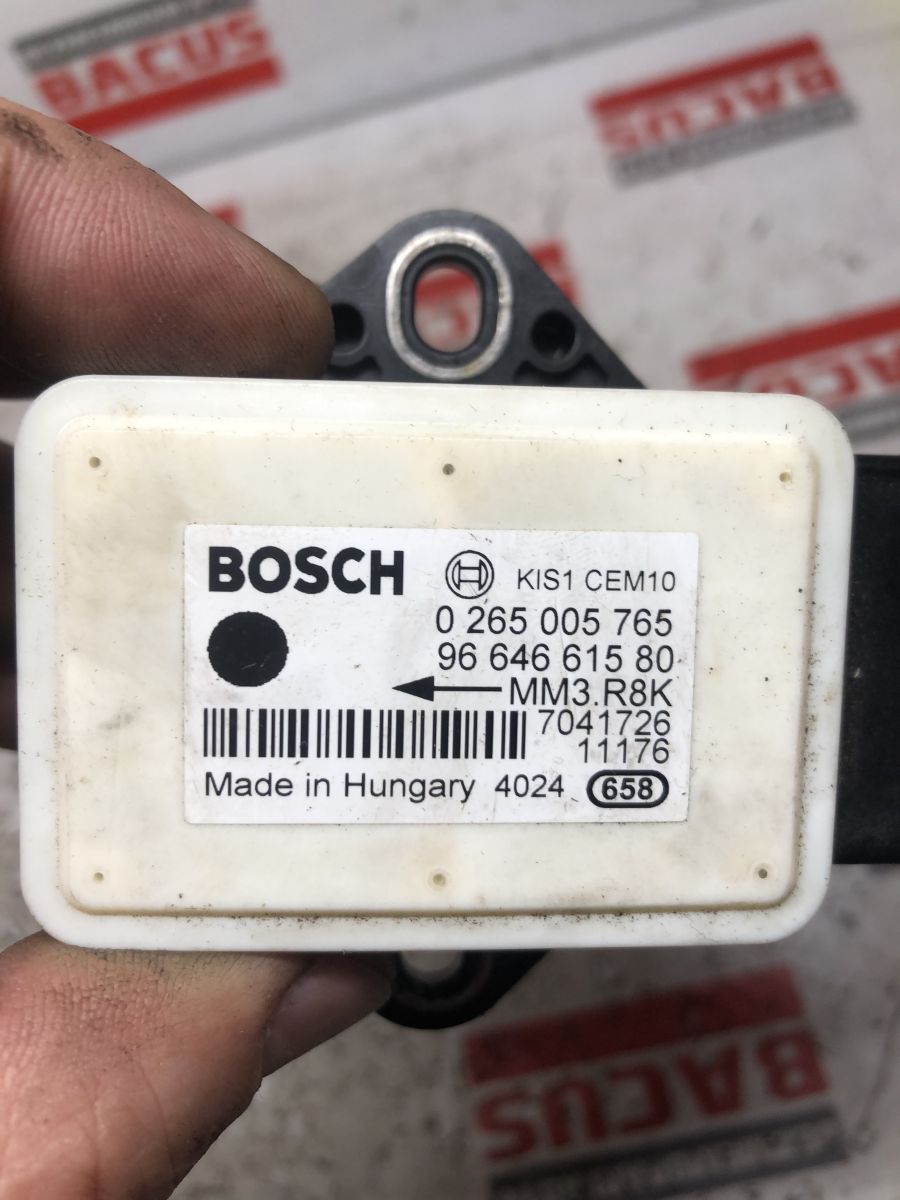 BACUS
BACUS
BACUS
BOSCH KIS1 CEM10
0 265 005 765
96 646 615 80
MM3.R8K
7041726
11176
Made in Hungary 4024 658
BACUS